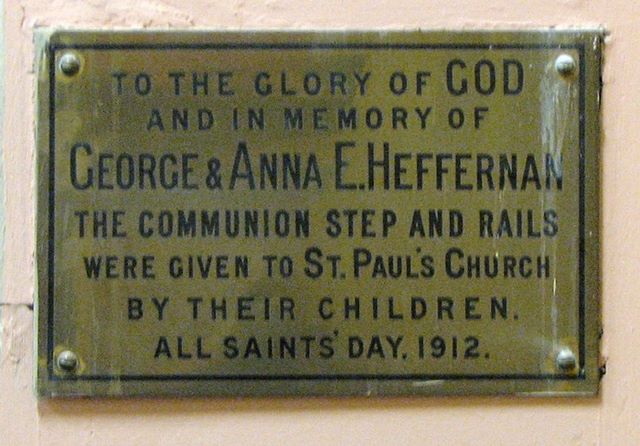 TO THE GLORY OF GOD
AND IN MEMORY OF
GEORGE & ANNA E. HEFFERNAN
THE COMMUNION STEP AND RAILS
WERE GIVEN TO ST. PAUL'S CHURCH
BY THEIR CHILDREN.
ALL SAINTS' DAY, 1912.